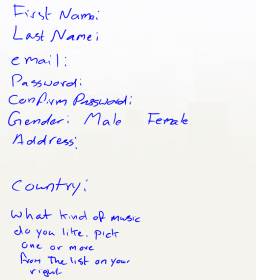 First Name:
Last Name:
email:
Password:
Confirm Password:
Gender: Male Female
Address:
Country:
What kind of music
do you like. pick
one or more
from the list on your
right